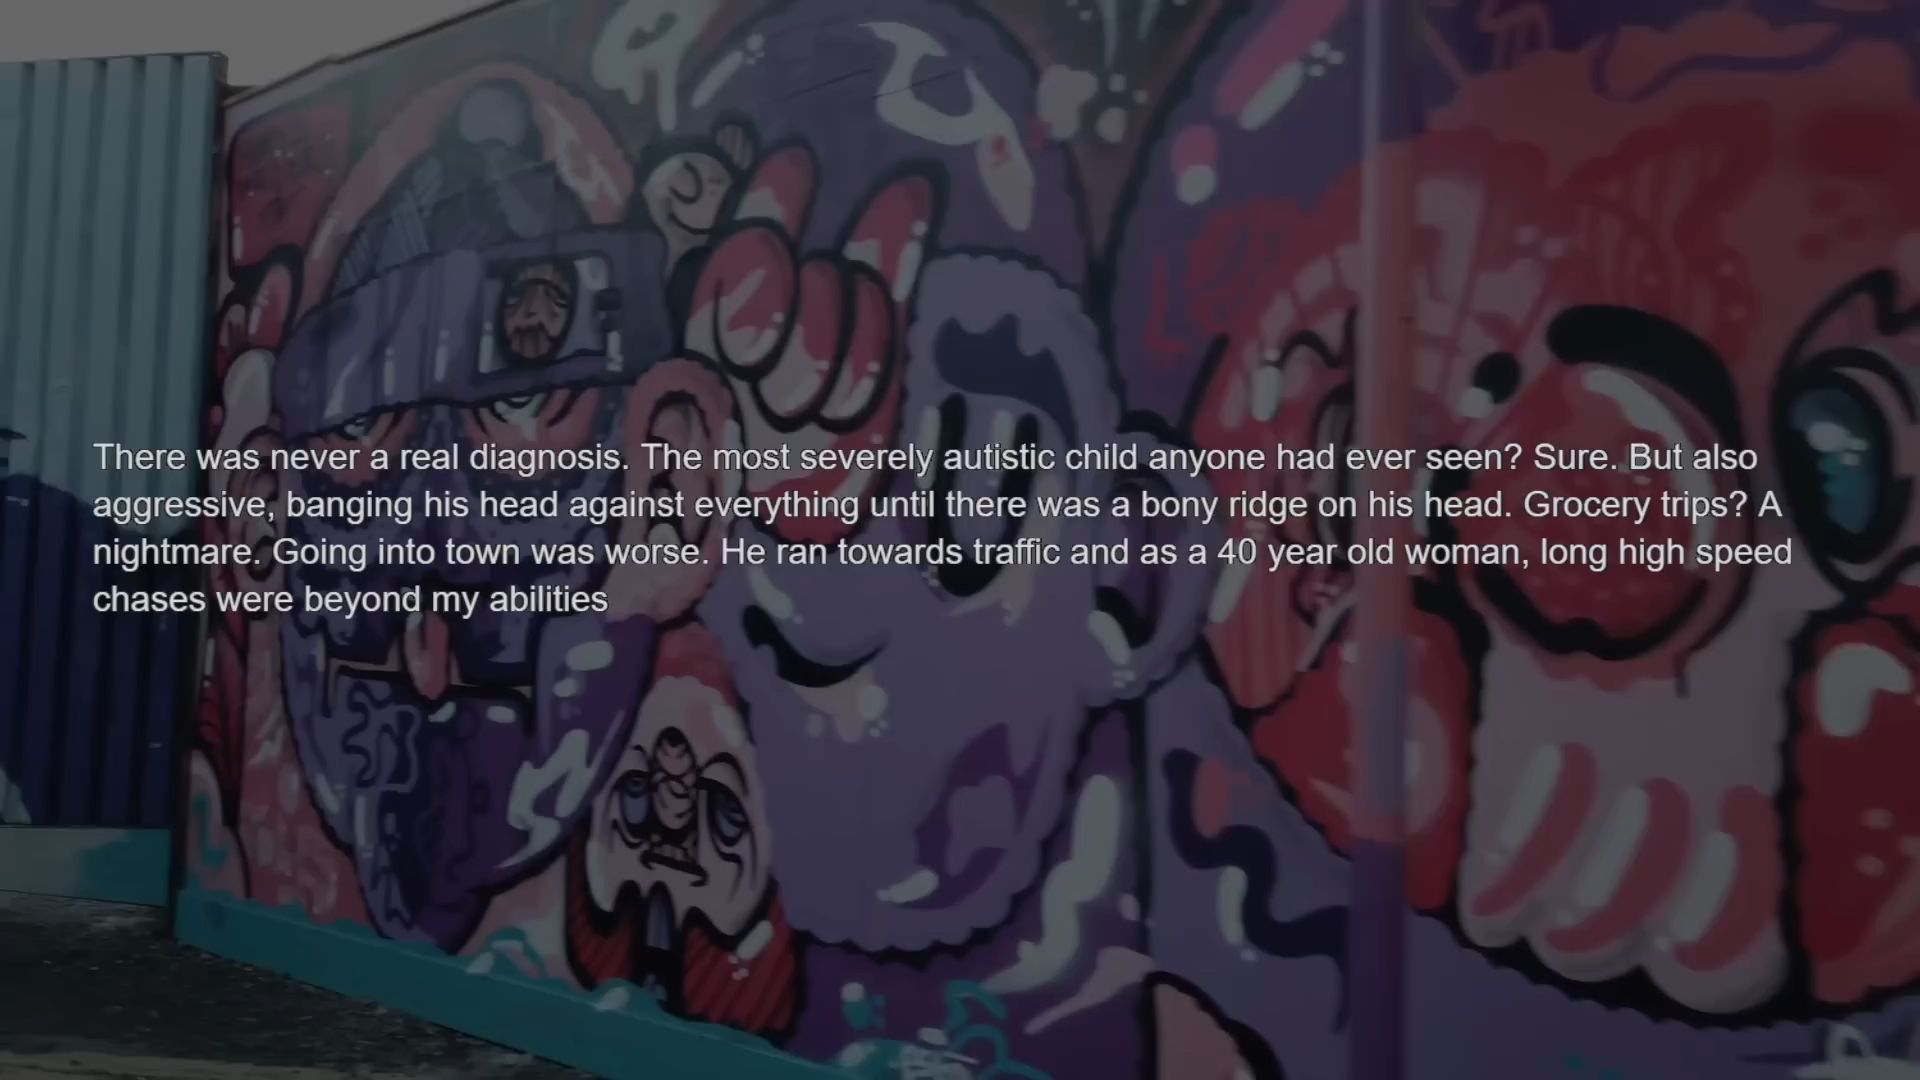 There was never a real diagnosis. The most severely autistic child anyone had ever seen? Sure. But also
aggressive, banging his head against everything until there was a bony ridge on his head. Grocery trips? A
nightmare. Going into town was worse. He ran towards traffic and as a 40 year old woman, long high speed
chases were beyond my abilities